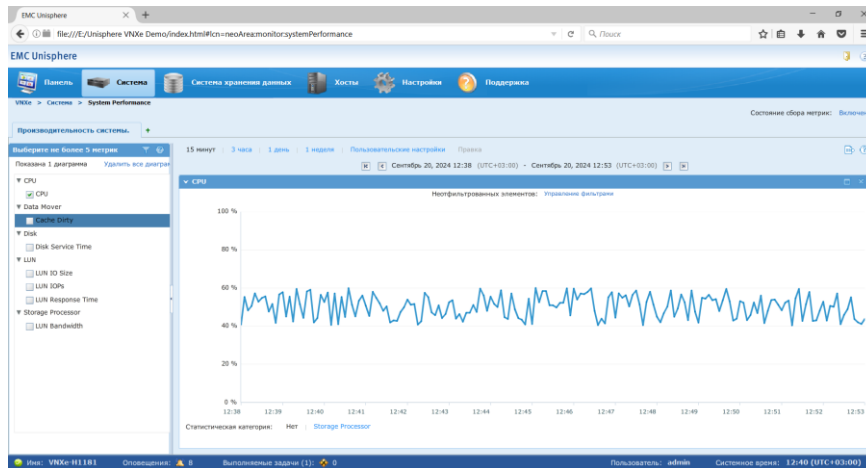 EMC Unisphere
file:///E:/Unisphere VNXe Demo/index.html#lcn=neoArea:monitor:systemPerformance
Поиск
EMC Unisphere
Панель Система Система хранения данных Хосты Настройки Поддержка
VNXe > Система > System Performance
Состояние сбора метрик: Включен
Производительность системы. +
Выберите не более 5 метрик
15 минут 3 часа 1 день 1 неделя Пользовательские настройки Правка
Показана 1 диаграмма Удалить все диаграм
Сентябрь 20, 2024 12:38 (UTC+03:00) - Сентябрь 20, 2024 12:53 (UTC+03:00)
CPU
CPU
Data Mover
Cache Dirty
Disk
Disk Service Time
LUN
LUN IO Size
LUN IOPs
LUN Response Time
Storage Processor
LUN Bandwidth
CPU
Неотфильтрованных элементов: Управление фильтрами
100 %
80 %
60 %
40 %
20 %
0 %
12:38 12:39 12:40 12:41 12:42 12:43 12:44 12:45 12:46 12:47 12:48 12:49 12:50 12:51 12:52 12:53
Статистическая категория: Нет Storage Processor
Имя: VNXe-H1181 Оповещения: 8 Выполняемые задачи (1): 0 Пользователь: admin Системное время: 12:40 (UTC+03:00)